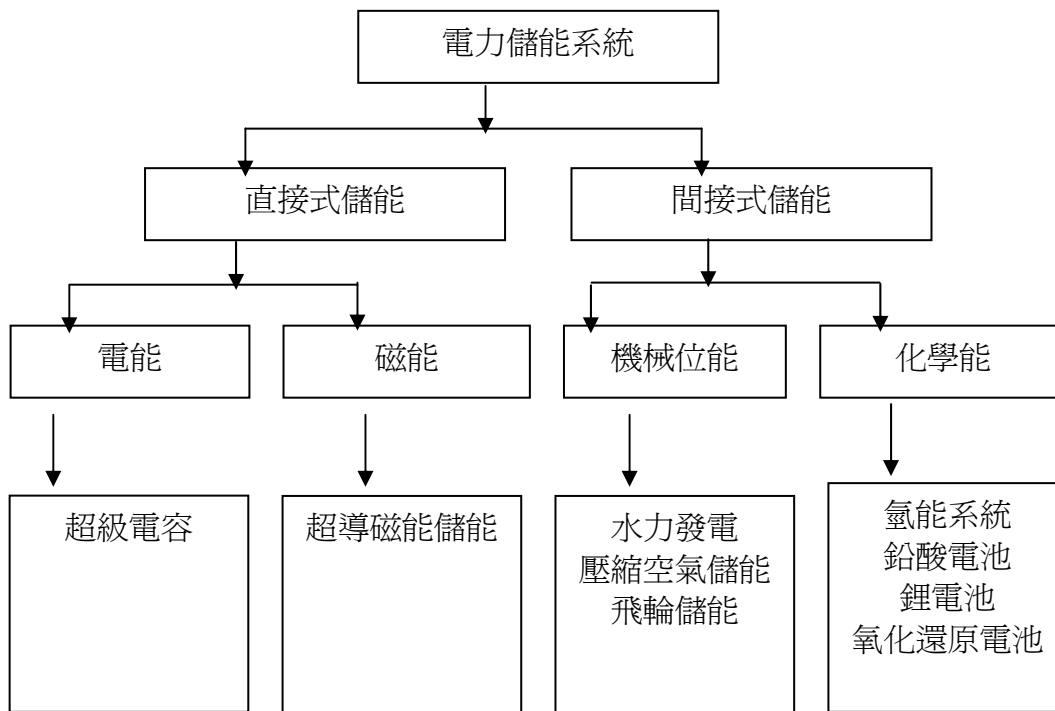 電力儲能系統
直接式儲能
間接式儲能
電能
磁能
機械位能
化學能
超級電容
超導磁能儲能
水力發電
壓縮空氣儲能
飛輪儲能
氫能系統
鉛酸電池
鋰電池
氧化還原電池